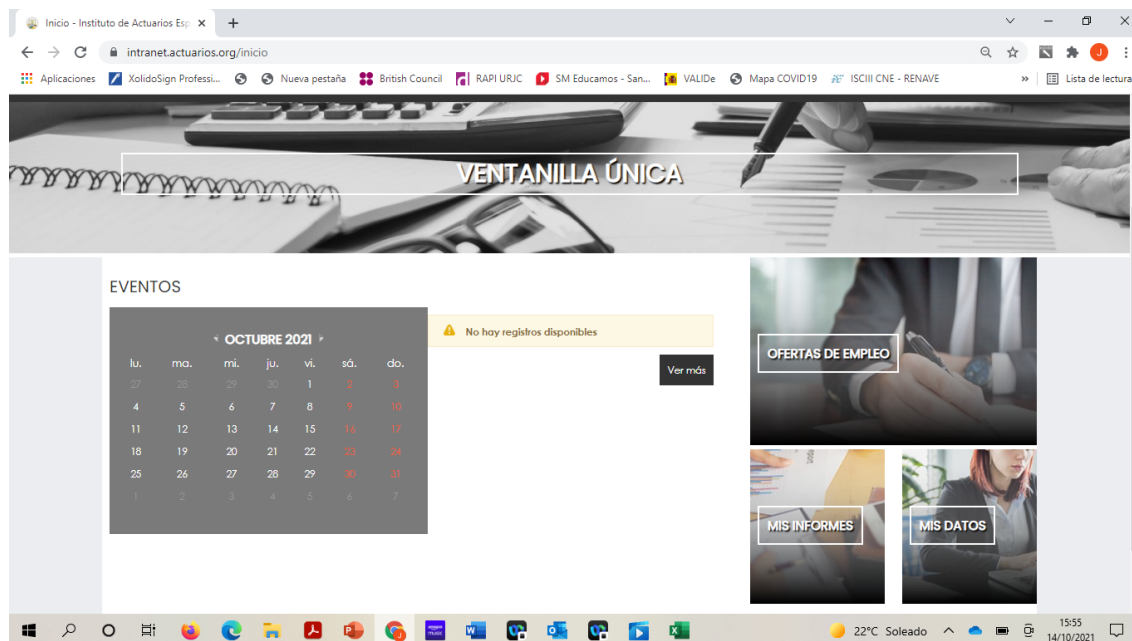 Inicio - Instituto de Actuarios Esp
intranet.actuarios.org/inicio
J
Aplicaciones XolidoSign Professi... Nueva pestaña British Council RAPI URJC SM Educamos - San... VALIDe Mapa COVID19 ISCIII CNE - RENAVE » Lista de lectura
VENTANILLA ÚNICA
EVENTOS
OCTUBRE 2021
lu. ma. mi. ju. vi. sá. do.
27 28 29 30 1 2 3
4 5 6 7 8 9 10
11 12 13 14 15 16 17
18 19 20 21 22 23 24
25 26 27 28 29 30 31
1 2 3 4 5 6 7
No hay registros disponibles
Ver más
OFERTAS DE EMPLEO
MIS INFORMES
MIS DATOS
22°C Soleado
15:55
14/10/2021